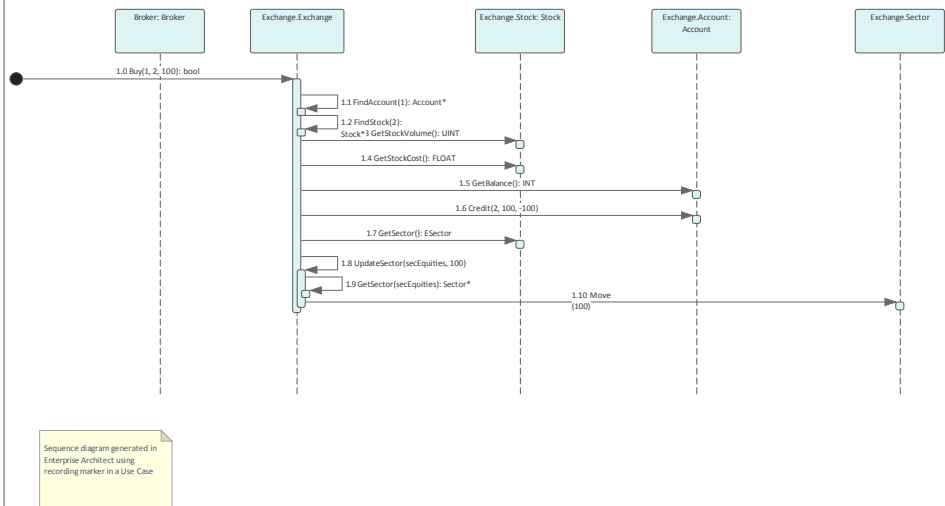 Broker: Broker
Exchange.Exchange
Exchange.Stock: Stock
Exchange.Account:
Account
Exchange.Sector
1.0 Buy(1, 2, 100): bool
1.1 FindAccount(1): Account*
1.2 FindStock(2):
Stock*3 GetStockVolume(): UINT
1.4 GetStockCost(): FLOAT
1.5 GetBalance(): INT
1.6 Credit(2, 100, -100)
1.7 GetSector(): ESector
1.8 UpdateSector(secEquities, 100)
1.9 GetSector(secEquities): Sector*
1.10 Move
(100)
Sequence diagram generated in
Enterprise Architect using
recording marker in a Use Case